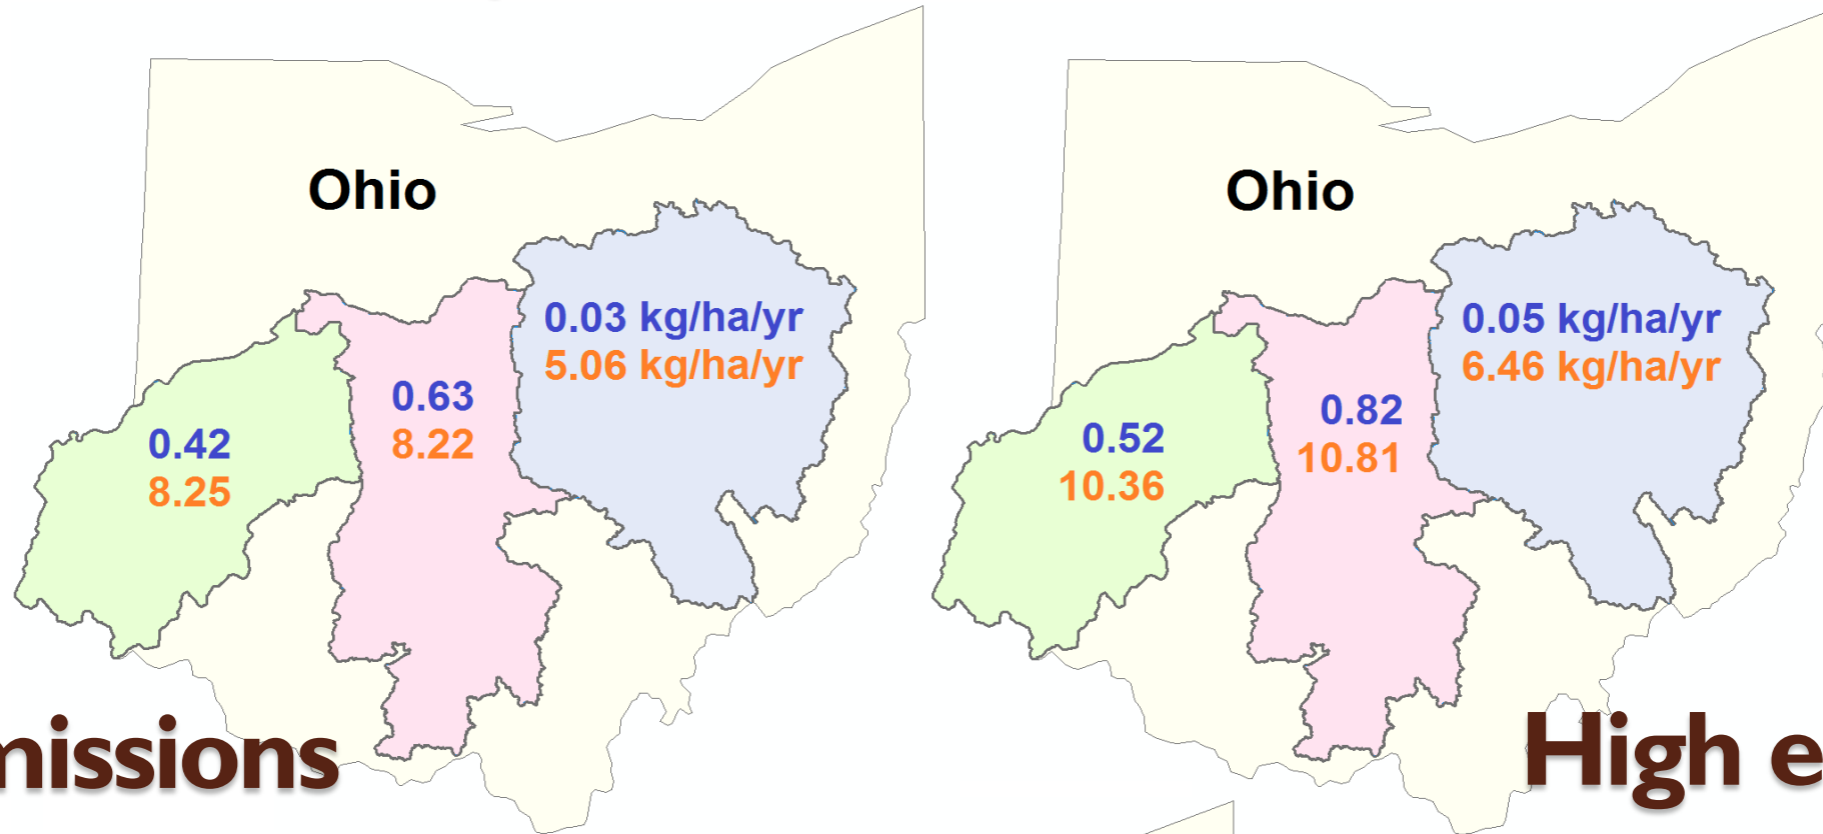 Ohio
0.03 kg/ha/yr
5.06 kg/ha/yr
0.63
8.22
0.42
8.25
missions
Ohio
0.05 kg/ha/yr
6.46 kg/ha/yr
0.82
10.81
0.52
10.36
High e